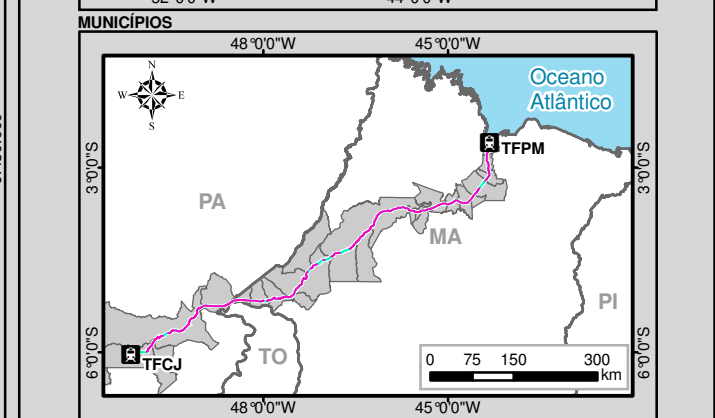 MUNICÍPIOS
48°0'0"W 45°0'0"W
N
W E
S
Oceano
Atlântico
TFPM
3°0'0"S 3°0'0"S
PA
MA
PI
6°0'0"S 6°0'0"S
TFCJ
TO
0 75 150 300
km
48°0'0"W 45°0'0"W